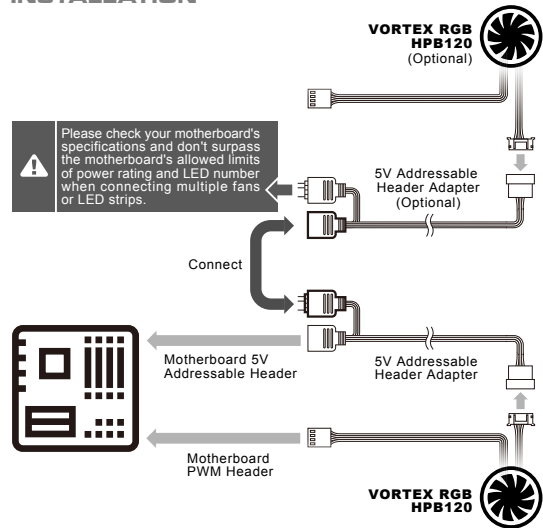 INSTALLATION
VORTEX RGB
HPB120
(Optional)
Please check your motherboard's
specifications and don't surpass
the motherboard's allowed limits
of power rating and LED number
when connecting multiple fans
or LED strips.
5V Addressable
Header Adapter
(Optional)
Connect
Motherboard 5V
Addressable Header
5V Addressable
Header Adapter
Motherboard
PWM Header
VORTEX RGB
HPB120